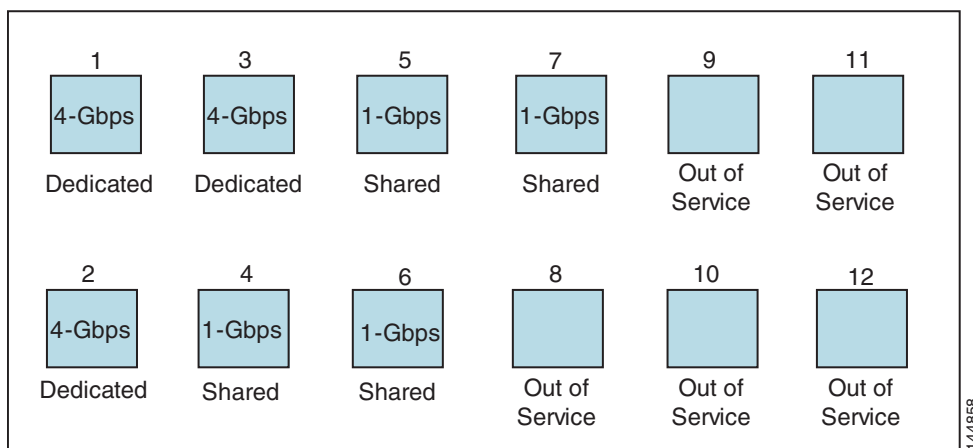 1 3 5 7 9 11
4-Gbps 4-Gbps 1-Gbps 1-Gbps
Dedicated Dedicated Shared Shared Out of Service Out of Service
2 4 6 8 10 12
4-Gbps 1-Gbps 1-Gbps
Dedicated Shared Shared Out of Service Out of Service Out of Service
144858